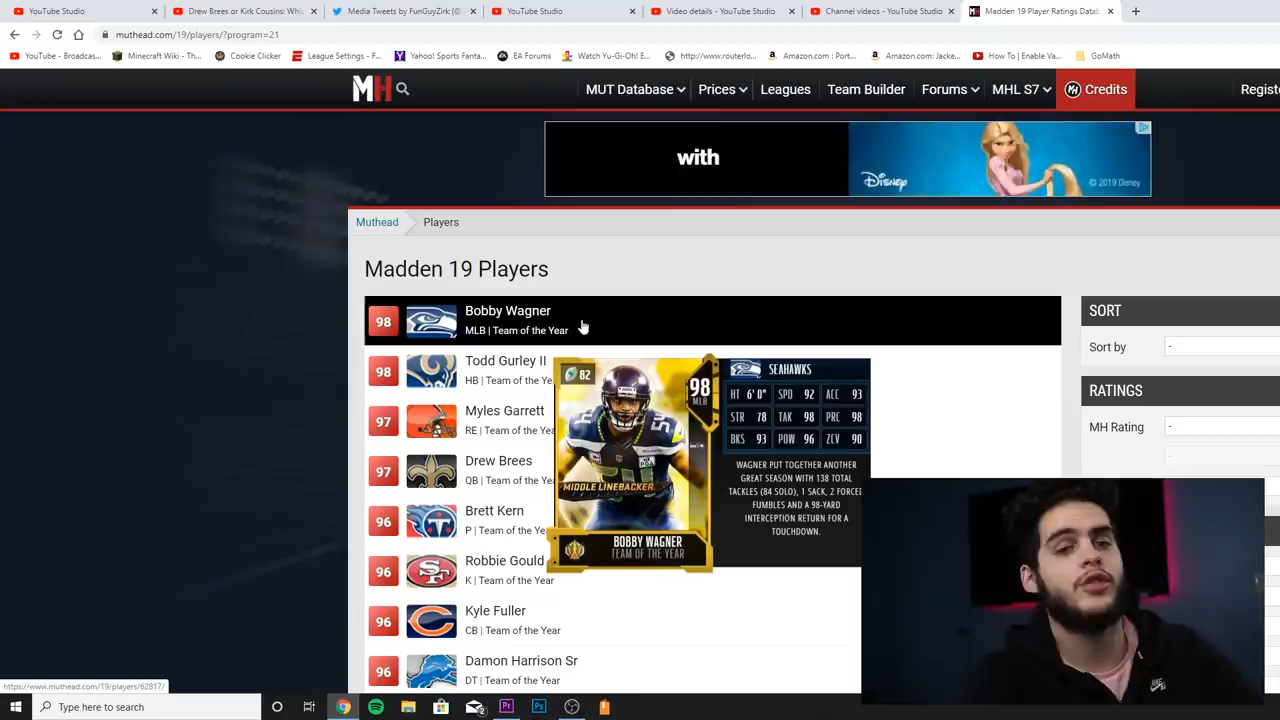 YouTube Studio
Drew Brees or Kirk Cousins: Whi
Media Tweets by FunGuyZirk (@
YouTube Studio
Video details - YouTube Studio
Channel videos - YouTube Studio
Madden 19 Player Ratings Datab
muthead.com/19/players/?program=21
YouTube - Broadcas...
Minecraft Wiki - Th...
Cookie Clicker
League Settings - F...
Yahoo! Sports Fanta...
EA Forums
Watch Yu-Gi-Oh! E...
http://www.routerlo...
Amazon.com : Port...
Amazon.com: Jacke...
How To | Enable Va...
GoMath
MH
MUT Database
Prices
Leagues
Team Builder
Forums
MHL S7
Credits
Regist
with
Disney
© 2019 Disney
Muthead
Players
Madden 19 Players
98
Bobby Wagner
MLB | Team of the Year
98
Todd Gurley II
HB | Team of the Ye
97
Myles Garrett
RE | Team of the Ye
97
Drew Brees
QB | Team of the Ye
96
Brett Kern
P | Team of the Yea
96
Robbie Gould
K | Team of the Year
96
Kyle Fuller
CB | Team of the Year
96
Damon Harrison Sr
DT | Team of the Year
82
98
MLB
MIDDLE LINEBACKER
BOBBY WAGNER
TEAM OF THE YEAR
SEAHAWKS
HT 6' 0" SPD 92 ACC 93
STR 78 TAK 98 PRC 98
BKS 93 POW 96 ZCV 90
WAGNER PUT TOGETHER ANOTHER
GREAT SEASON WITH 138 TOTAL
TACKLES (84 SOLO), 1 SACK, 2 FORCED
FUMBLES AND A 98-YARD
INTERCEPTION RETURN FOR A
TOUCHDOWN.
SORT
Sort by
-
RATINGS
MH Rating
-
https://www.muthead.com/19/players/62817/
Type here to search